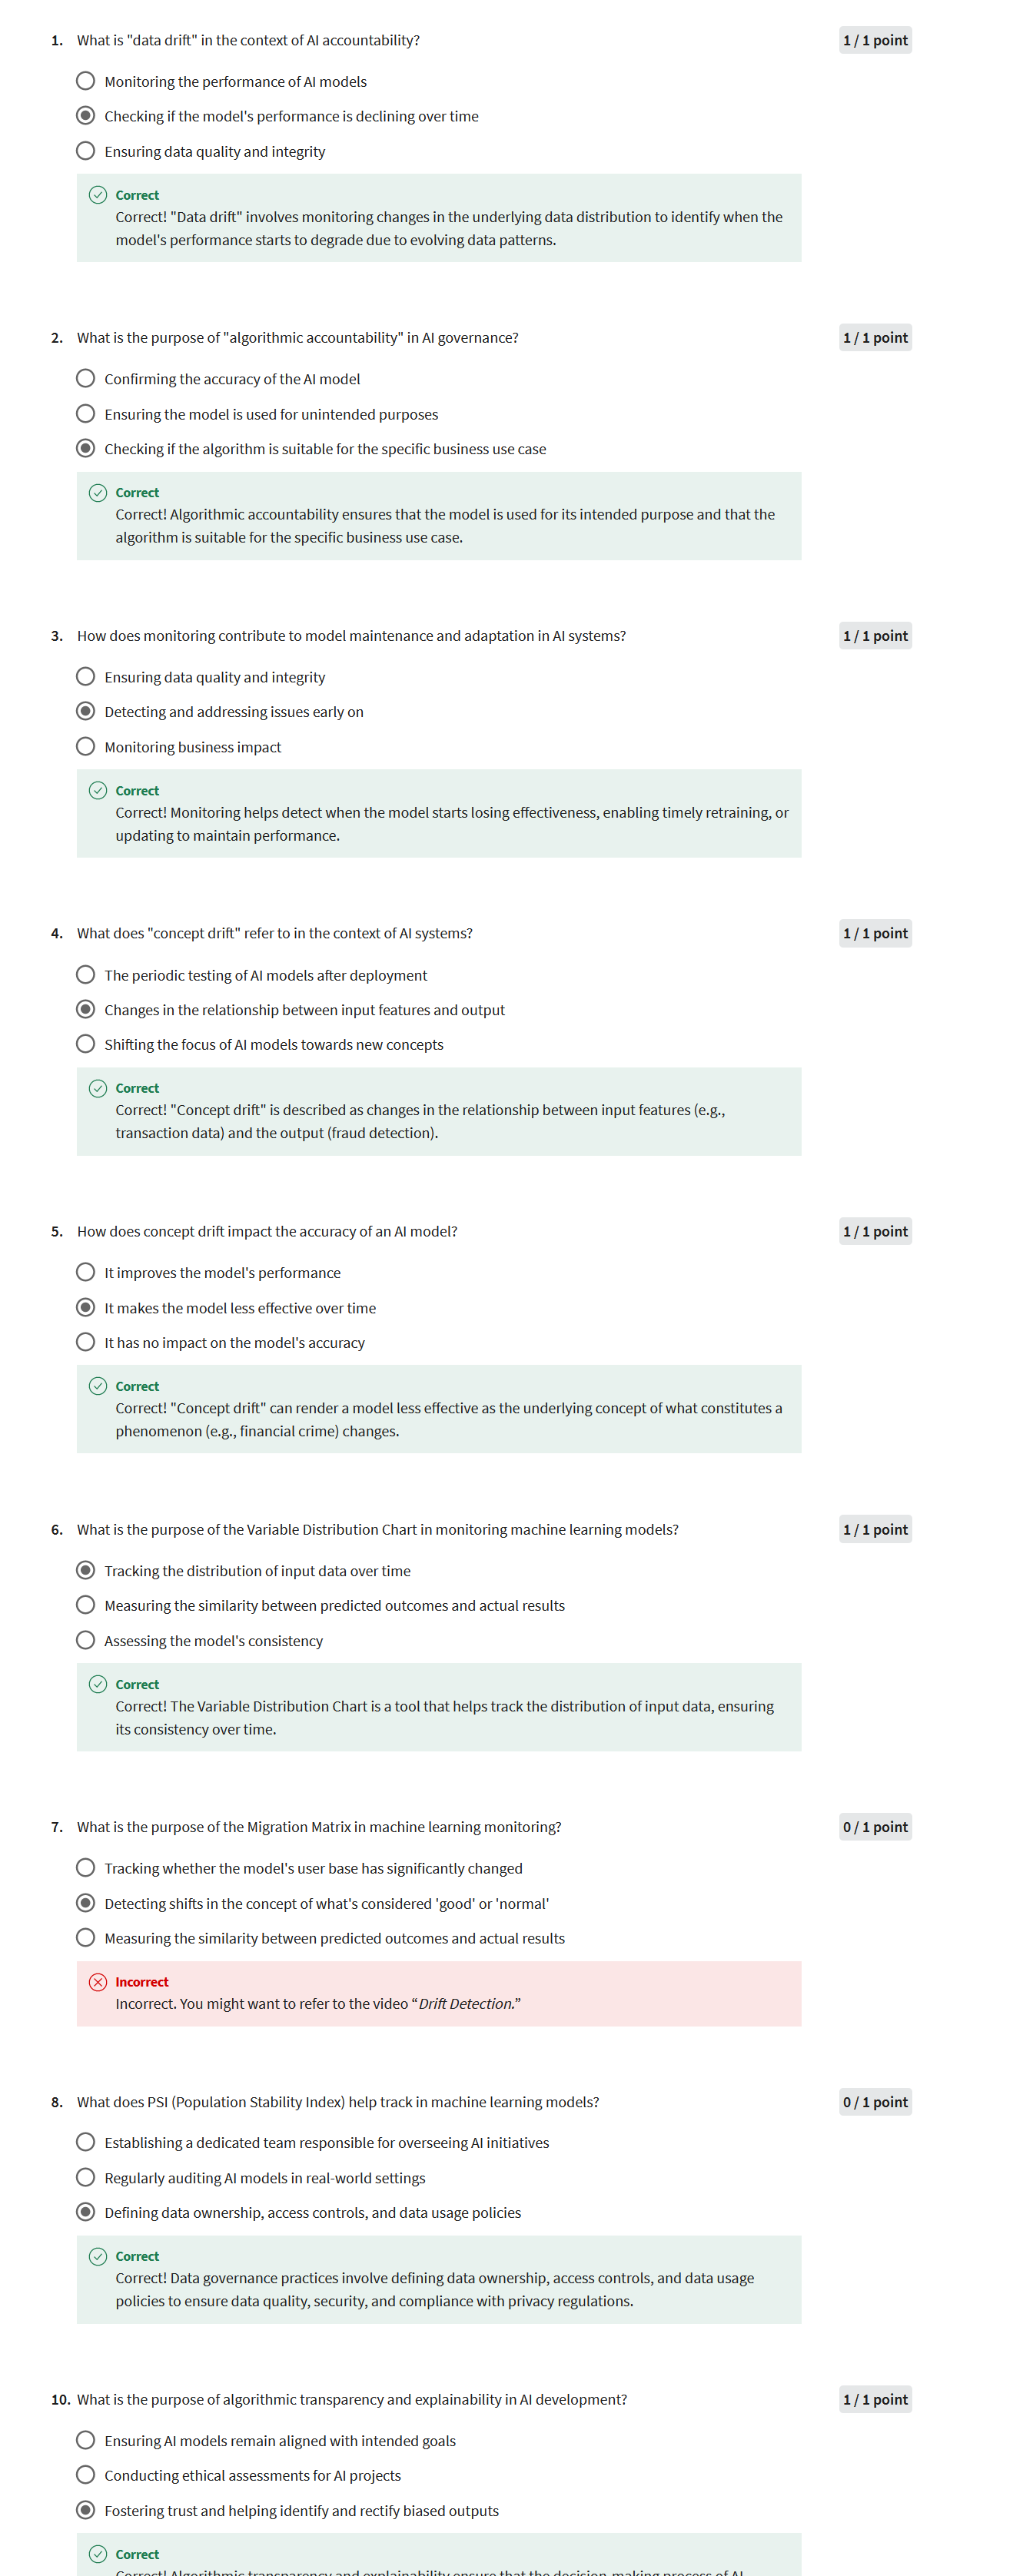 1. What is "data drift" in the context of AI accountability?
1 / 1 point
Monitoring the performance of AI models
Checking if the model's performance is declining over time
Ensuring data quality and integrity
Correct
Correct! "Data drift" involves monitoring changes in the underlying data distribution to identify when the
model's performance starts to degrade due to evolving data patterns.
2. What is the purpose of "algorithmic accountability" in AI governance?
1 / 1 point
Confirming the accuracy of the AI model
Ensuring the model is used for unintended purposes
Checking if the algorithm is suitable for the specific business use case
Correct
Correct! Algorithmic accountability ensures that the model is used for its intended purpose and that the
algorithm is suitable for the specific business use case.
3. How does monitoring contribute to model maintenance and adaptation in AI systems?
1 / 1 point
Ensuring data quality and integrity
Detecting and addressing issues early on
Monitoring business impact
Correct
Correct! Monitoring helps detect when the model starts losing effectiveness, enabling timely retraining, or
updating to maintain performance.
4. What does "concept drift" refer to in the context of AI systems?
1 / 1 point
The periodic testing of AI models after deployment
Changes in the relationship between input features and output
Shifting the focus of AI models towards new concepts
Correct
Correct! "Concept drift" is described as changes in the relationship between input features (e.g.,
transaction data) and the output (fraud detection).
5. How does concept drift impact the accuracy of an AI model?
1 / 1 point
It improves the model's performance
It makes the model less effective over time
It has no impact on the model's accuracy
Correct
Correct! "Concept drift" can render a model less effective as the underlying concept of what constitutes a
phenomenon (e.g., financial crime) changes.
6. What is the purpose of the Variable Distribution Chart in monitoring machine learning models?
1 / 1 point
Tracking the distribution of input data over time
Measuring the similarity between predicted outcomes and actual results
Assessing the model's consistency
Correct
Correct! The Variable Distribution Chart is a tool that helps track the distribution of input data, ensuring
its consistency over time.
7. What is the purpose of the Migration Matrix in machine learning monitoring?
0 / 1 point
Tracking whether the model's user base has significantly changed
Detecting shifts in the concept of what's considered 'good' or 'normal'
Measuring the similarity between predicted outcomes and actual results
Incorrect
Incorrect. You might want to refer to the video “Drift Detection.”
8. What does PSI (Population Stability Index) help track in machine learning models?
0 / 1 point
Establishing a dedicated team responsible for overseeing AI initiatives
Regularly auditing AI models in real-world settings
Defining data ownership, access controls, and data usage policies
Correct
Correct! Data governance practices involve defining data ownership, access controls, and data usage
policies to ensure data quality, security, and compliance with privacy regulations.
10. What is the purpose of algorithmic transparency and explainability in AI development?
1 / 1 point
Ensuring AI models remain aligned with intended goals
Conducting ethical assessments for AI projects
Fostering trust and helping identify and rectify biased outputs
Correct
Correct! Algorithmic transparency and explainability ensure that the decision-making process of AI